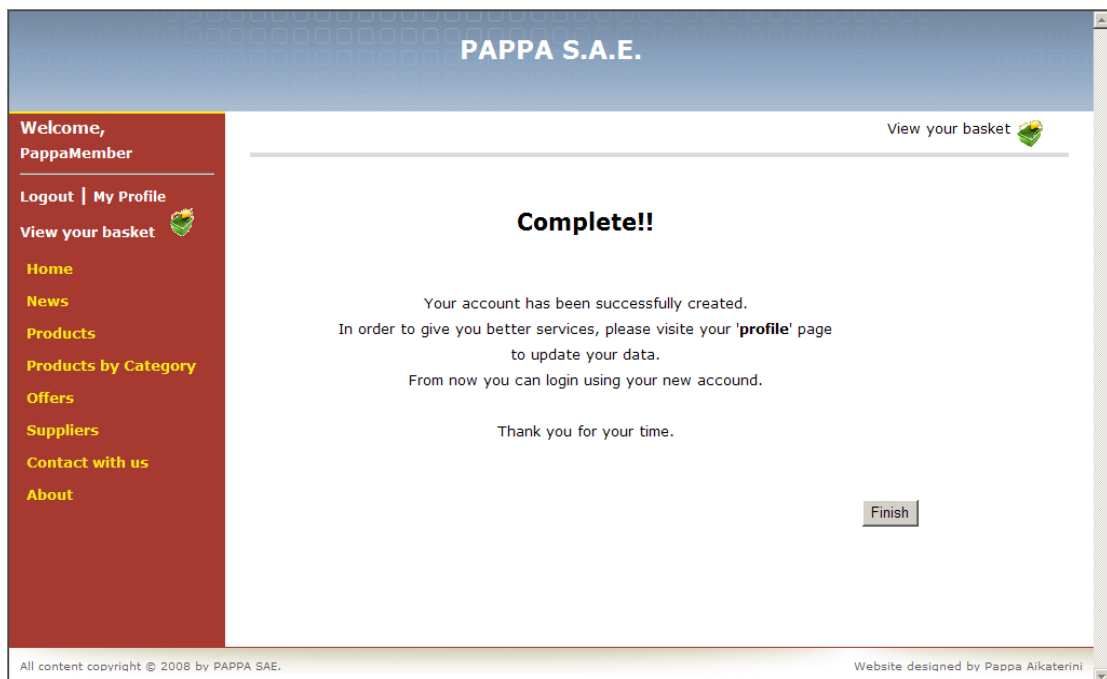 PAPPA S.A.E.
Welcome,
PappaMember
Logout | My Profile
View your basket
Home
News
Products
Products by Category
Offers
Suppliers
Contact with us
About
View your basket
Complete!!
Your account has been successfully created.
In order to give you better services, please visite your 'profile' page
to update your data.
From now you can login using your new accound.
Thank you for your time.
Finish
All content copyright © 2008 by PAPPA SAE.
Website designed by Pappa Aikaterini